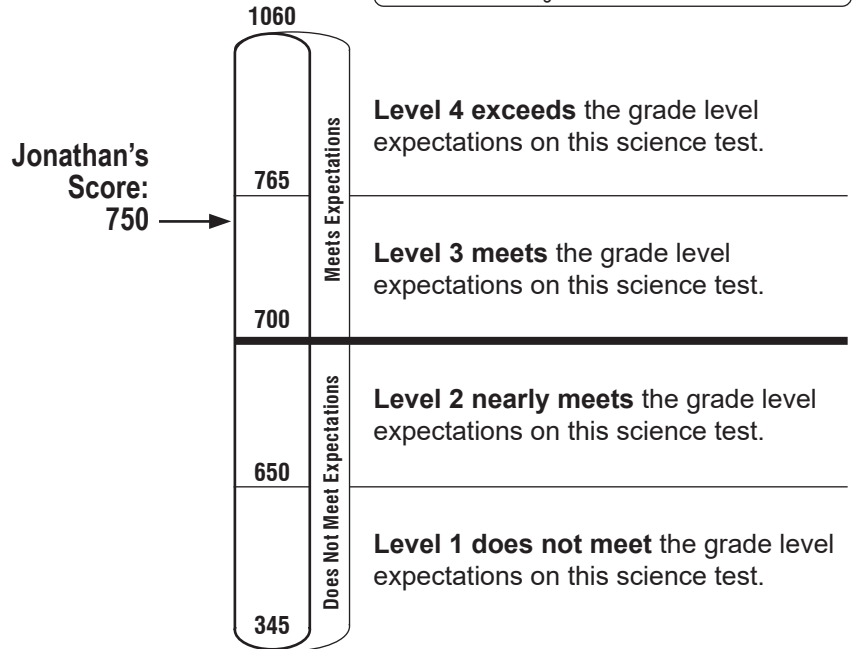 1060
Level 4 exceeds the grade level
expectations on this science test.
Jonathan's
Score:
750
765
Meets Expectations
Level 3 meets the grade level
expectations on this science test.
700
Level 2 nearly meets the grade level
expectations on this science test.
650
Does Not Meet Expectations
Level 1 does not meet the grade level
expectations on this science test.
345